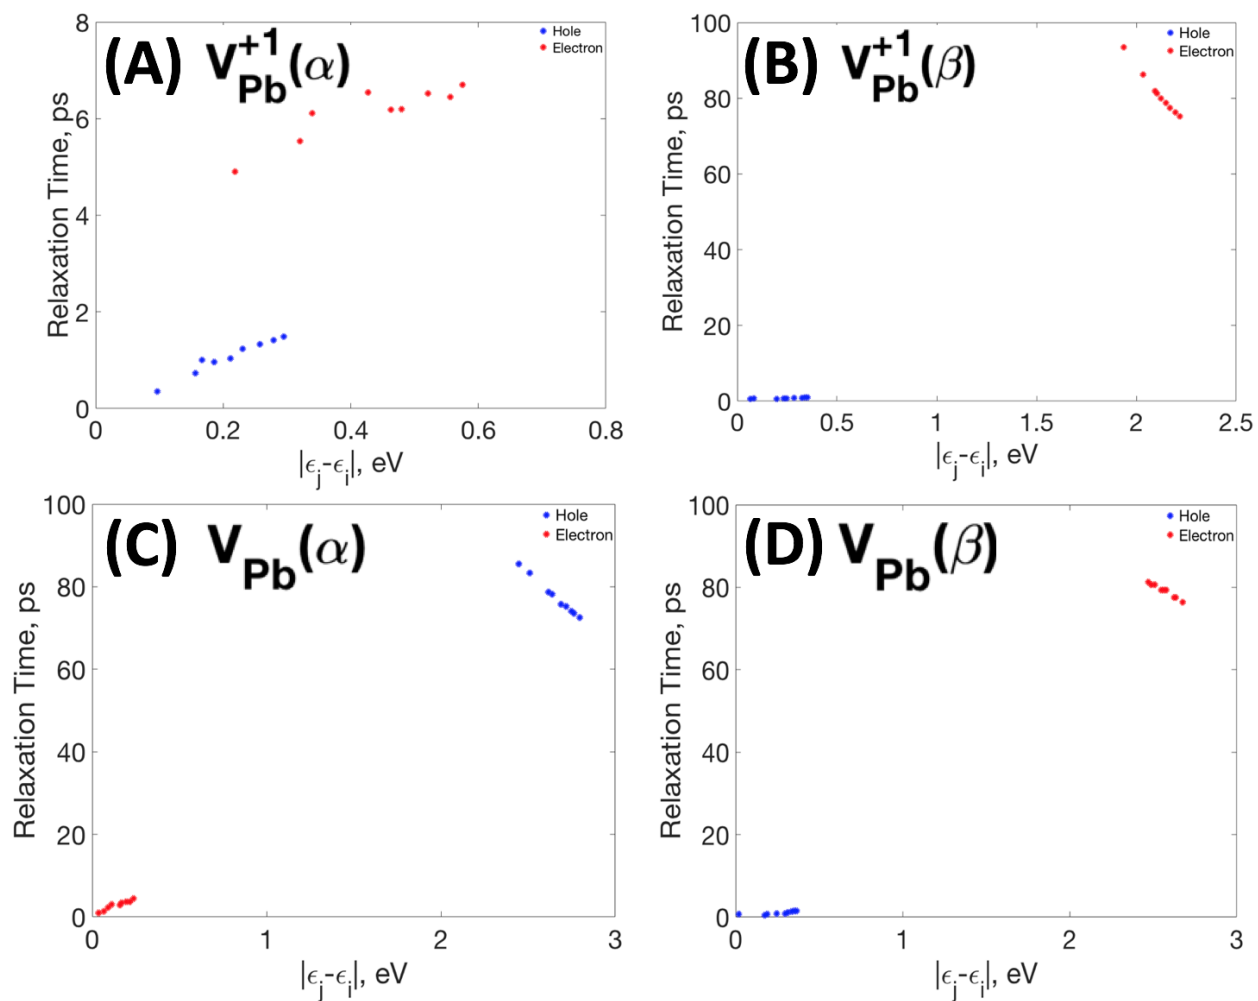 (A) V+1Pb(α)
Hole
Electron
8
6
4
2
0
0 0.2 0.4 0.6 0.8
Relaxation Time, ps
|ϵj-ϵi|, eV
(B) V+1Pb(β)
Hole
Electron
100
80
60
40
20
0
0 0.5 1 1.5 2 2.5
Relaxation Time, ps
|ϵj-ϵi|, eV
(C) VPb(α)
Hole
Electron
100
80
60
40
20
0
0 1 2 3
Relaxation Time, ps
|ϵj-ϵi|, eV
(D) VPb(β)
Hole
Electron
100
80
60
40
20
0
0 1 2 3
Relaxation Time, ps
|ϵj-ϵi|, eV